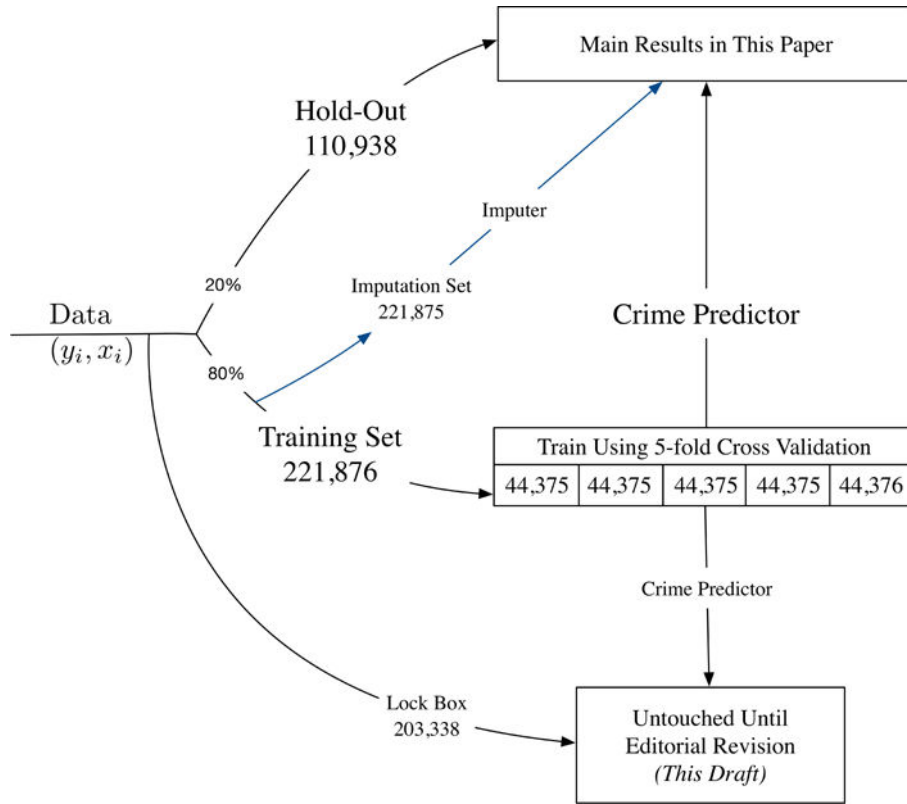 Main Results in This Paper
Hold-Out
110,938
Imputer
20%
Imputation Set
221,875
Data
(y_i, x_i)
80%
Crime Predictor
Training Set
221,876
Train Using 5-fold Cross Validation
44,375 44,375 44,375 44,375 44,376
Crime Predictor
Lock Box
203,338
Untouched Until
Editorial Revision
(This Draft)